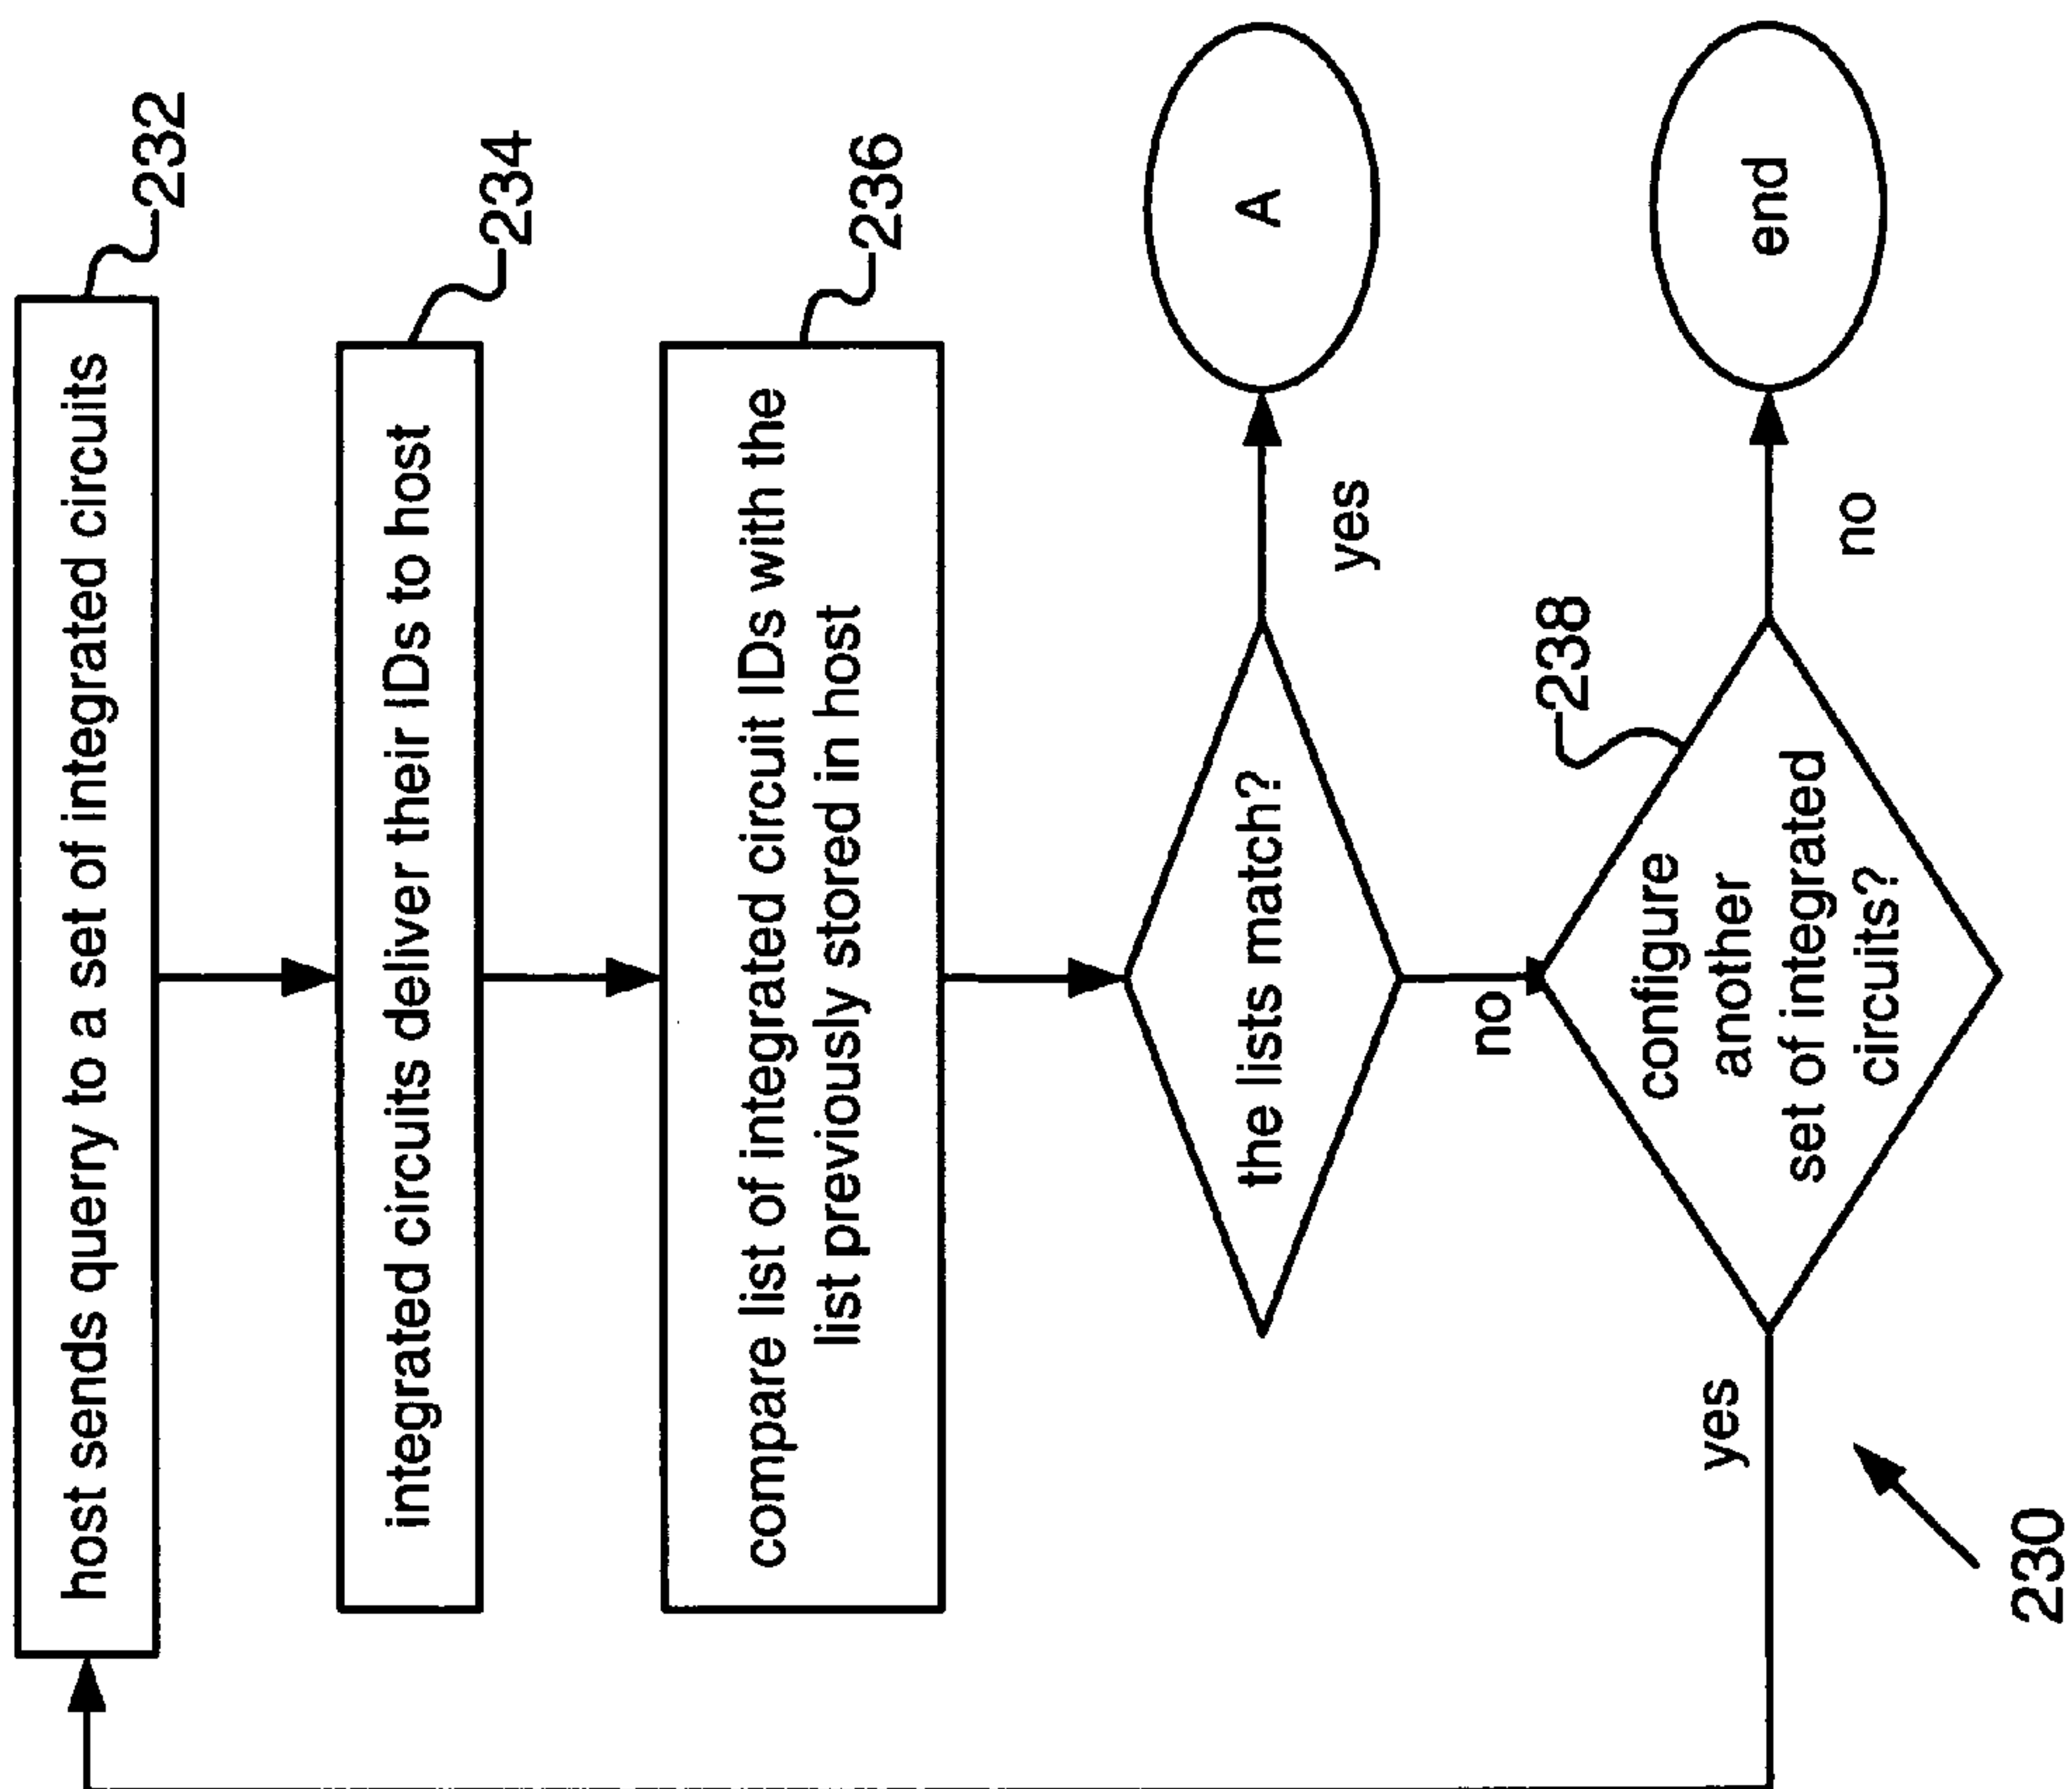 host sends querry to a set of integrated circuits
232
integrated circuits deliver their IDs to host
234
compare list of integrated circuit IDs with the
list previously stored in host
236
the lists match?
yes
A
no
238
configure
another
set of integrated
circuits?
yes
no
end
230